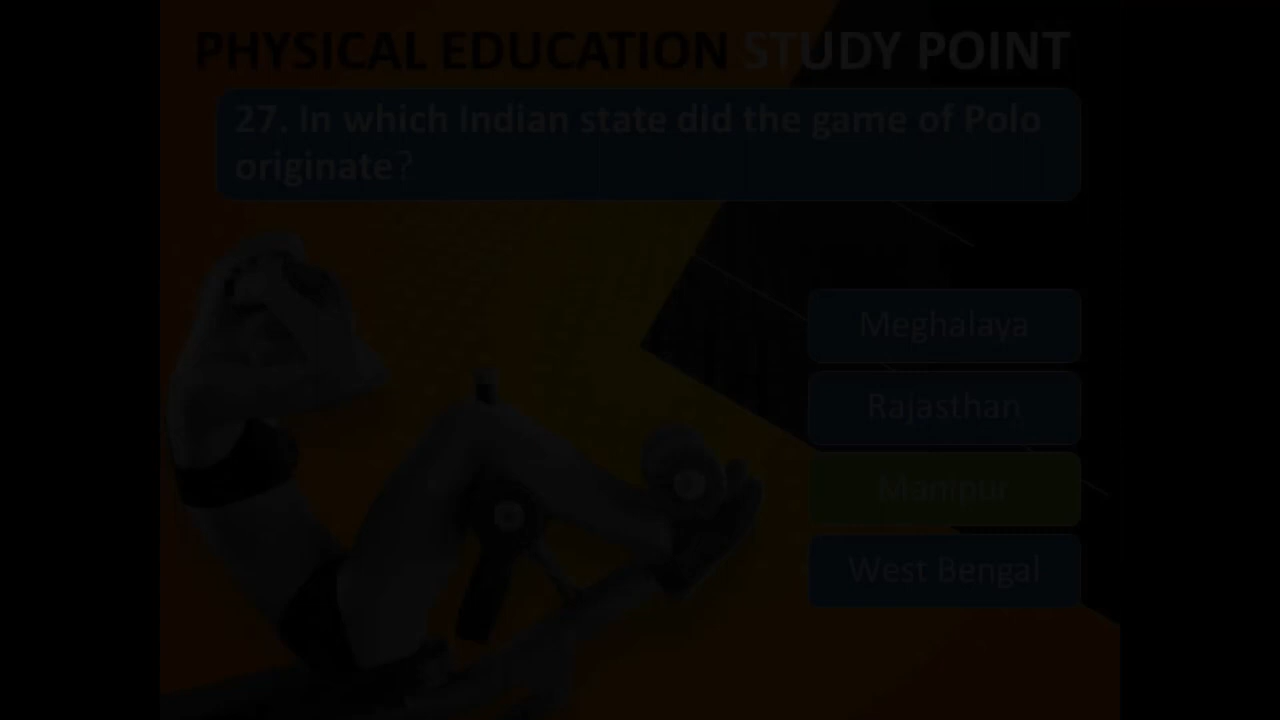 PHYSICAL EDUCATION STUDY POINT
27. In which Indian state did the game of Polo
originate?
Meghalaya
Rajasthan
Manipur
West Bengal